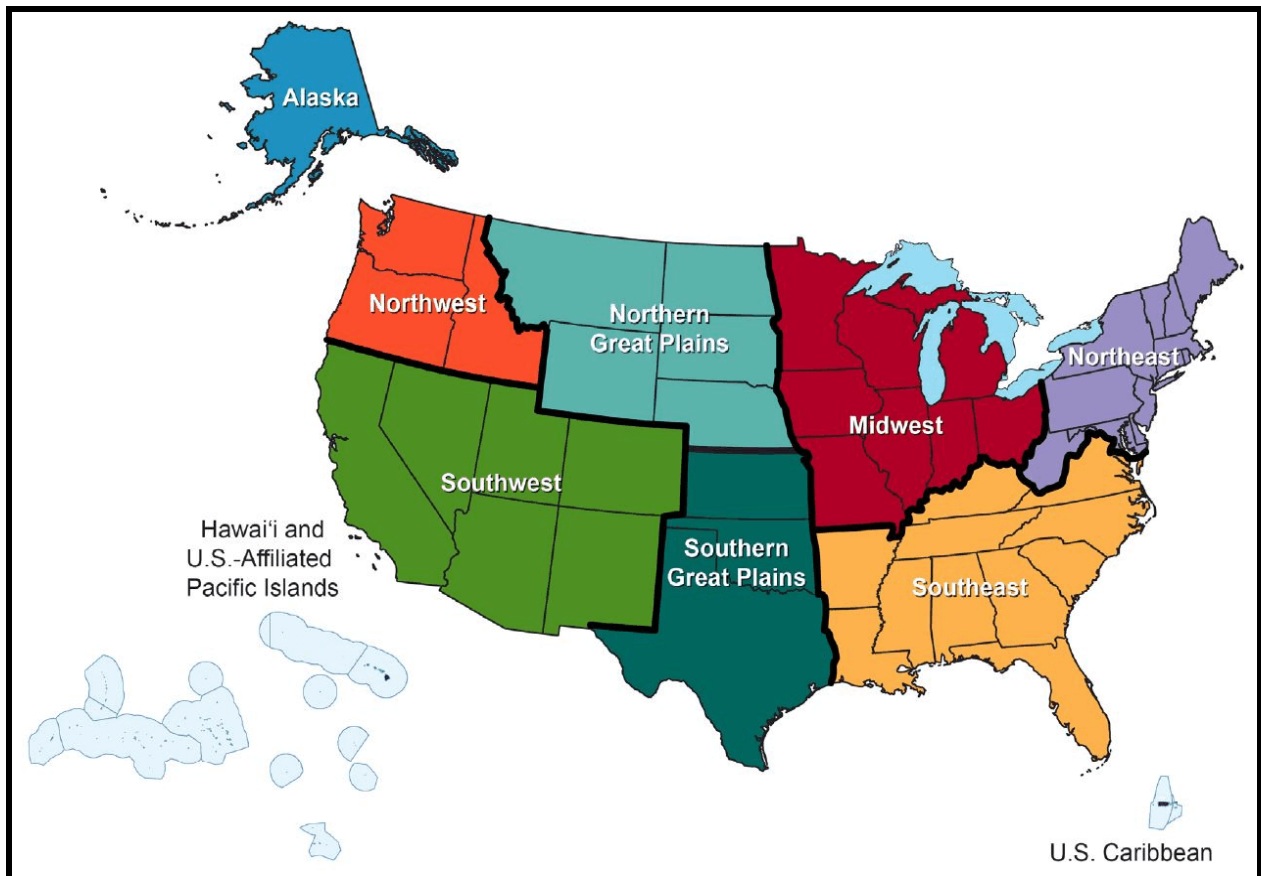 Alaska
Northwest
Northern
Great Plains
Northeast
Midwest
Southwest
Hawai‘i and
U.S.-Affiliated
Pacific Islands
Southern
Great Plains
Southeast
U.S. Caribbean